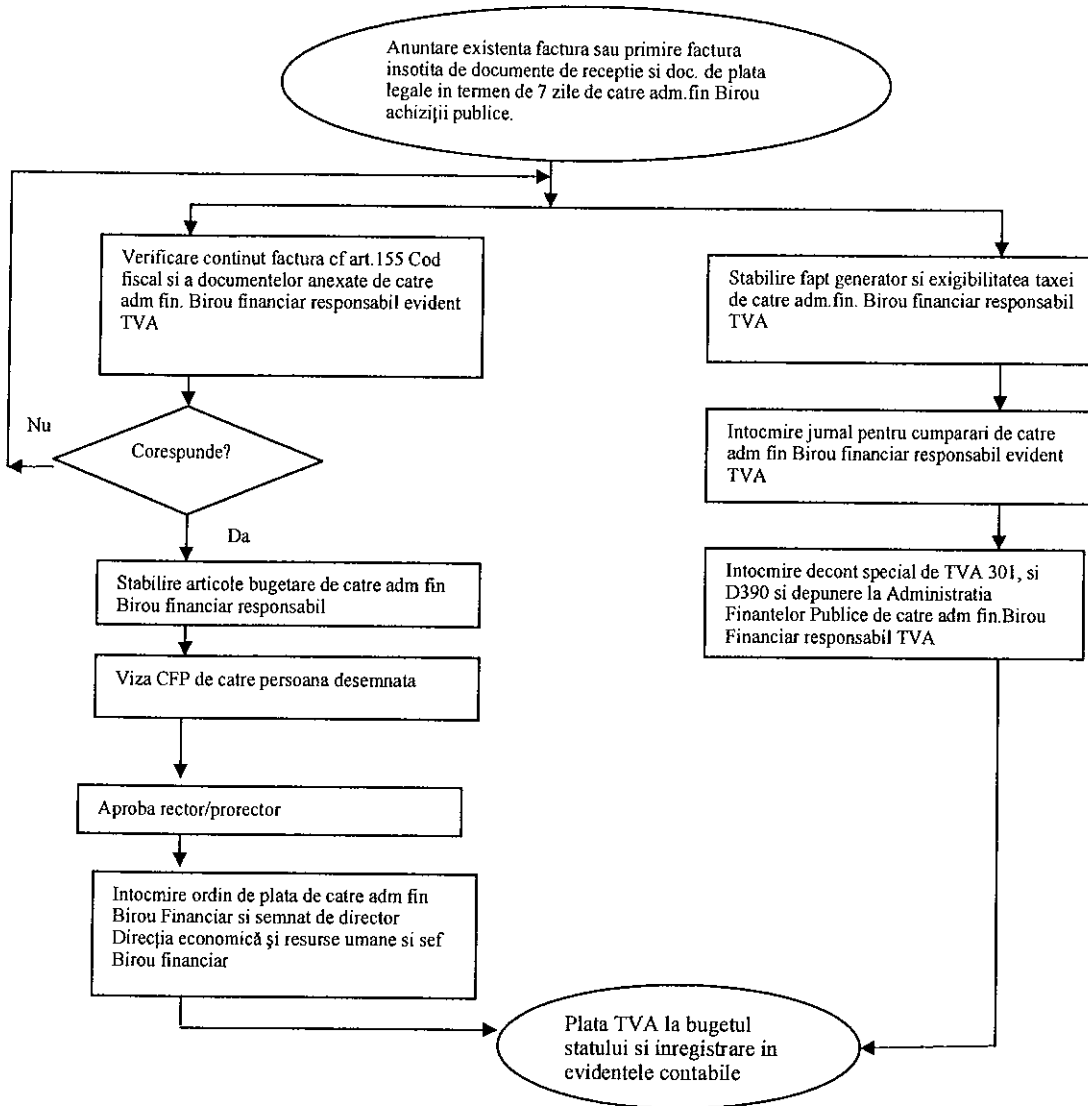 Anuntare existenta factura sau primire factura
insotita de documente de receptie si doc. de plata
legale in termen de 7 zile de catre adm.fin Birou
achiziții publice.
Verificare continut factura cf art.155 Cod
fiscal si a documentelor anexate de catre
adm fin. Birou financiar responsabil evident
TVA
Nu
Corespunde?
Da
Stabilire articote bugetare de catre adm fin
Birou financiar responsabil
Viza CFP de catre persoana desemnata
Aproba rector/prorector
Intocmire ordin de plata de catre adm fin
Birou Financiar si semnat de director
Direcția economică şi resurse umane si sef
Birou financiar
Stabilire fapt generator si exigibilitatea taxei
de catre adm.fin. Birou financiar responsabil
TVA
Intocmire jurnal pentru cumparari de catre
adm fin Birou financiar responsabil evident
TVA
Intocmire decont special de TVA 301, si
D390 si depunere la Administratia
Finantelor Publice de catre adm fin.Birou
Financiar responsabil TVA
Plata TVA la bugetul
statului si inregistrare in
evidentele contabile